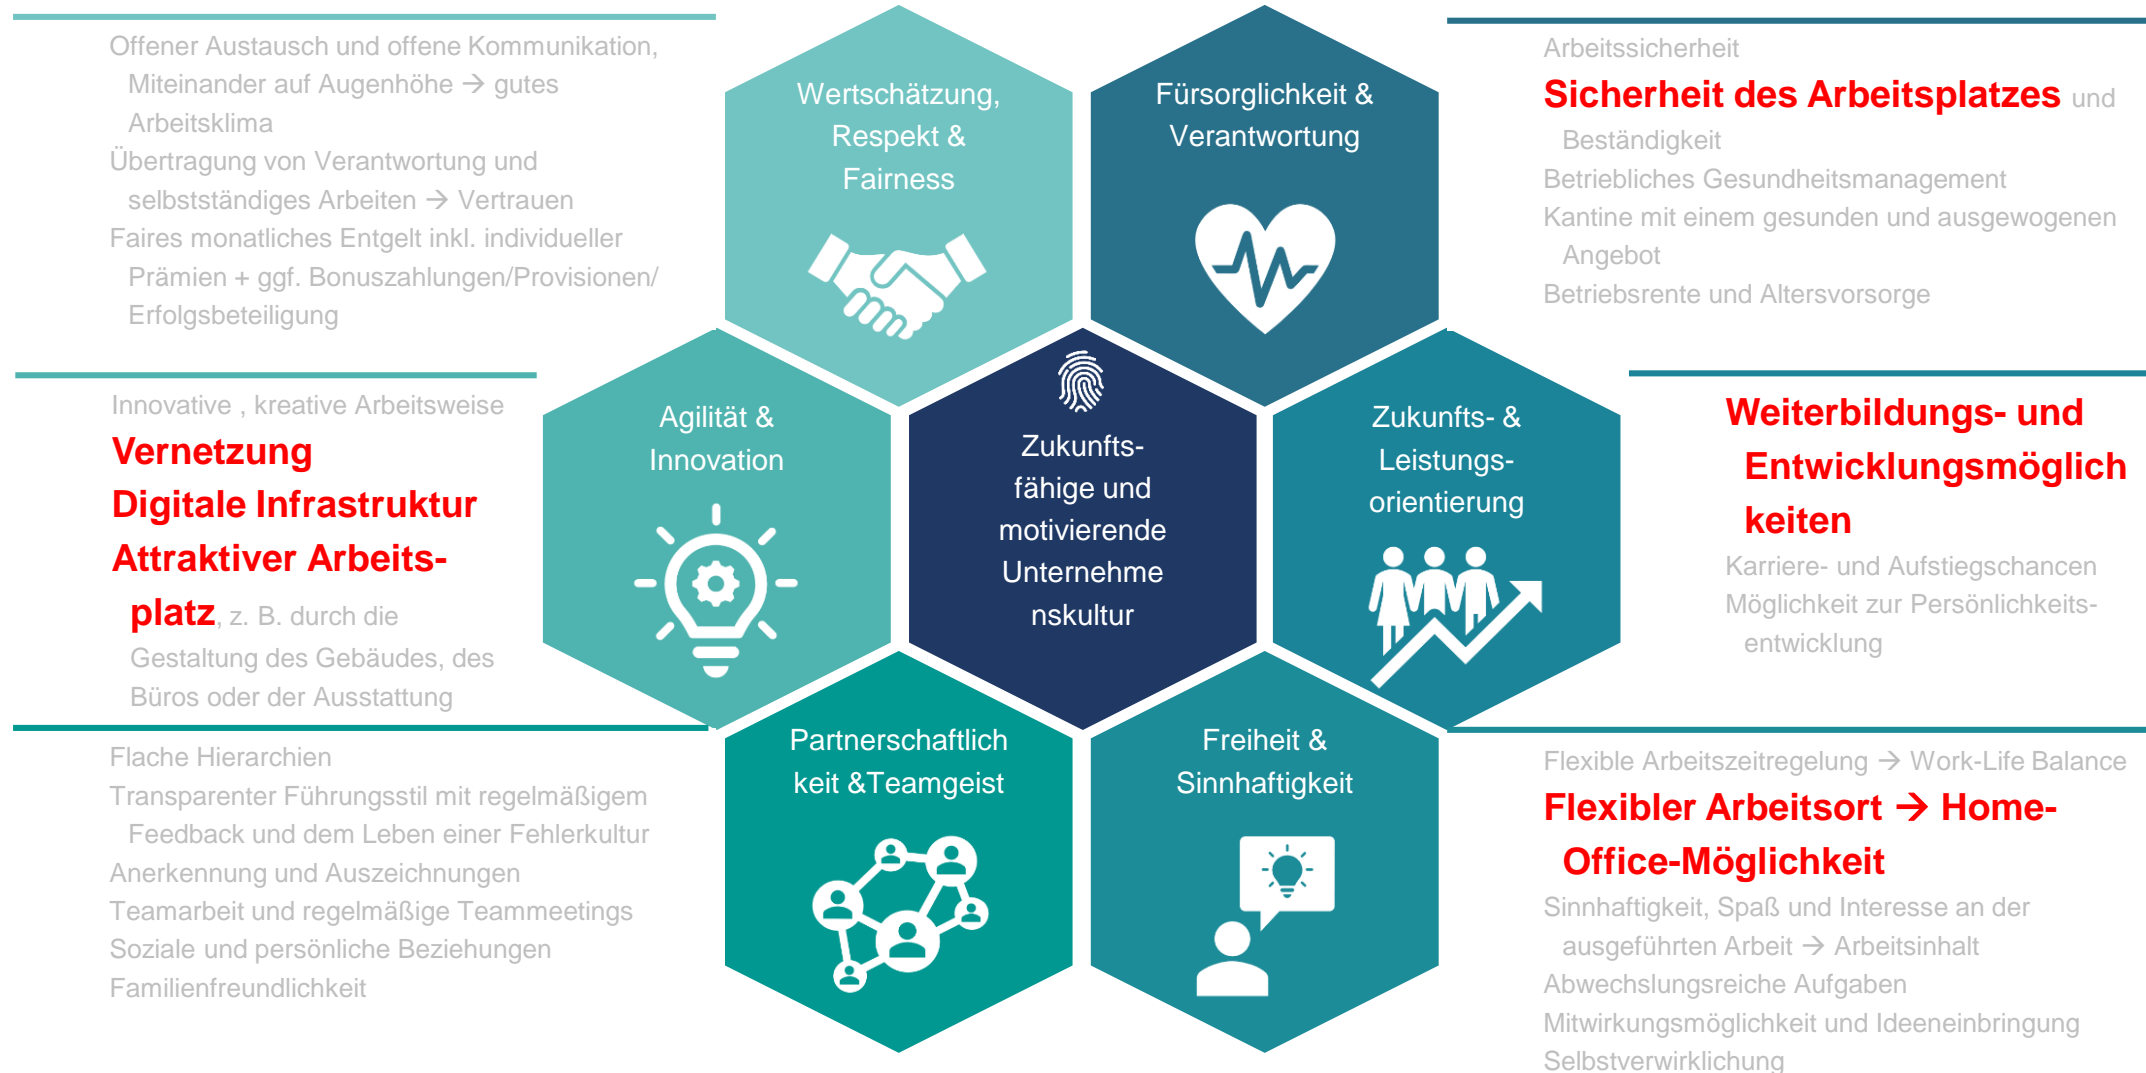 Offener Austausch und offene Kommunikation,
Miteinander auf Augenhöhe → gutes
Arbeitsklima
Übertragung von Verantwortung und
selbstständiges Arbeiten → Vertrauen
Faires monatliches Entgelt inkl. individueller
Prämien + ggf. Bonuszahlungen/Provisionen/
Erfolgsbeteiligung
Wertschätzung,
Respekt &
Fairness
Fürsorglichkeit &
Verantwortung
Arbeitssicherheit
Sicherheit des Arbeitsplatzes und
Beständigkeit
Betriebliches Gesundheitsmanagement
Kantine mit einem gesunden und ausgewogenen
Angebot
Betriebsrente und Altersvorsorge
Innovative , kreative Arbeitsweise
Vernetzung
Digitale Infrastruktur
Attraktiver Arbeits-
platz, z. B. durch die
Gestaltung des Gebäudes, des
Büros oder der Ausstattung
Agilität &
Innovation
Zukunfts-
fähige und
motivierende
Unternehme
nskultur
Zukunfts- &
Leistungs-
orientierung
Weiterbildungs- und
Entwicklungsmöglich
keiten
Karriere- und Aufstiegschancen
Möglichkeit zur Persönlichkeits-
entwicklung
Flache Hierarchien
Transparenter Führungsstil mit regelmäßigem
Feedback und dem Leben einer Fehlerkultur
Anerkennung und Auszeichnungen
Teamarbeit und regelmäßige Teammeetings
Soziale und persönliche Beziehungen
Familienfreundlichkeit
Partnerschaftlich
keit &Teamgeist
Freiheit &
Sinnhaftigkeit
Flexible Arbeitszeitregelung → Work-Life Balance
Flexibler Arbeitsort → Home-
Office-Möglichkeit
Sinnhaftigkeit, Spaß und Interesse an der
ausgeführten Arbeit → Arbeitsinhalt
Abwechslungsreiche Aufgaben
Mitwirkungsmöglichkeit und Ideeneinbringung
Selbstverwirklichung